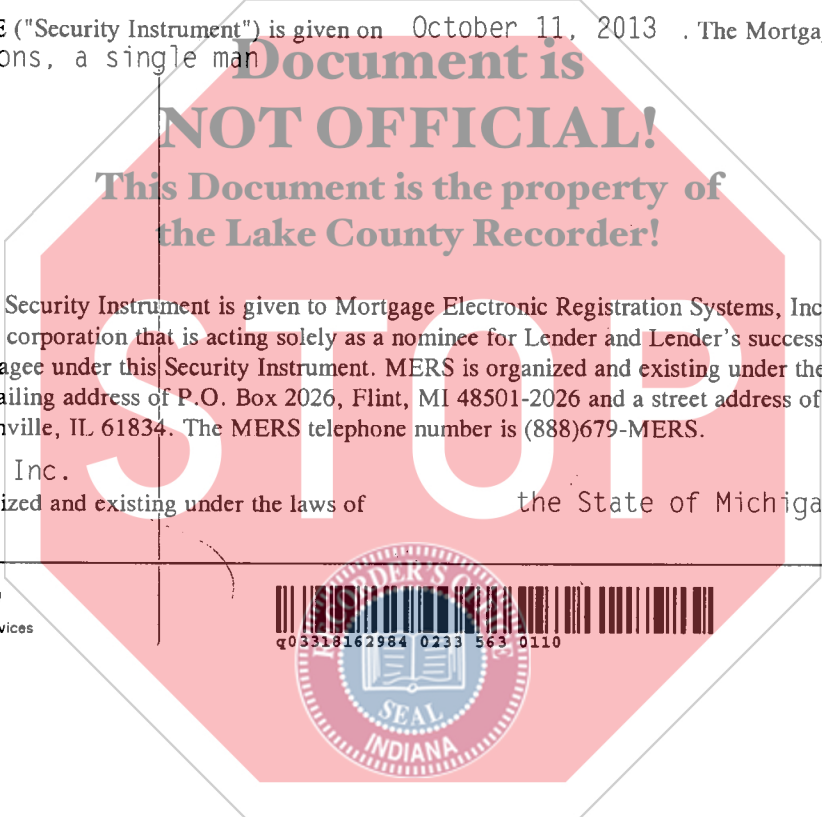 E ("Security Instrument") is given on October 11, 2013 . The Mortga
ons, a single man
Document is
NOT OFFICIAL!
This Document is the property of
the Lake County Recorder!
STOP
Security Instrument is given to Mortgage Electronic Registration Systems, Inc
corporation that is acting solely as a nominee for Lender and Lender's success
agee under this Security Instrument. MERS is organized and existing under the
ailing address of P.O. Box 2026, Flint, MI 48501-2026 and a street address of
nville, IL 61834. The MERS telephone number is (888)679-MERS.
Inc.
ized and existing under the laws of the State of Michiga
vices
q03318162984 0233 563 0110
RECORDER'S OFFICE
SEAL
INDIANA